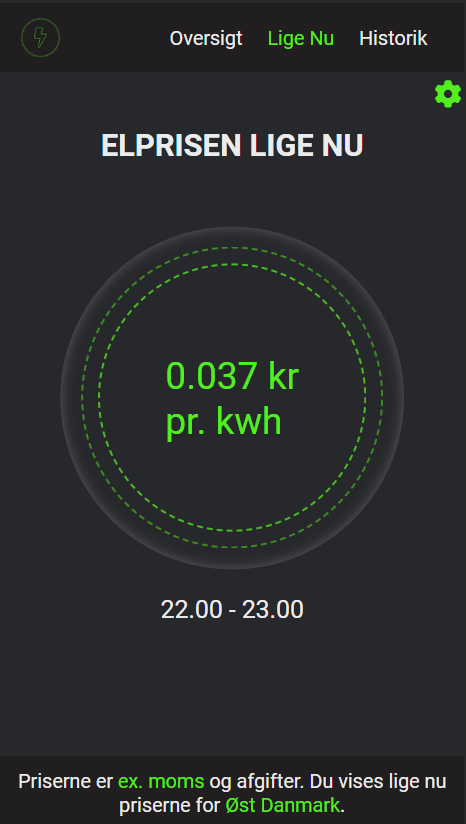 Oversigt Lige Nu Historik
ELPRISEN LIGE NU
0.037 kr
pr. kwh
22.00 - 23.00
Priserne er ex. moms og afgifter. Du vises lige nu
priserne for Øst Danmark.